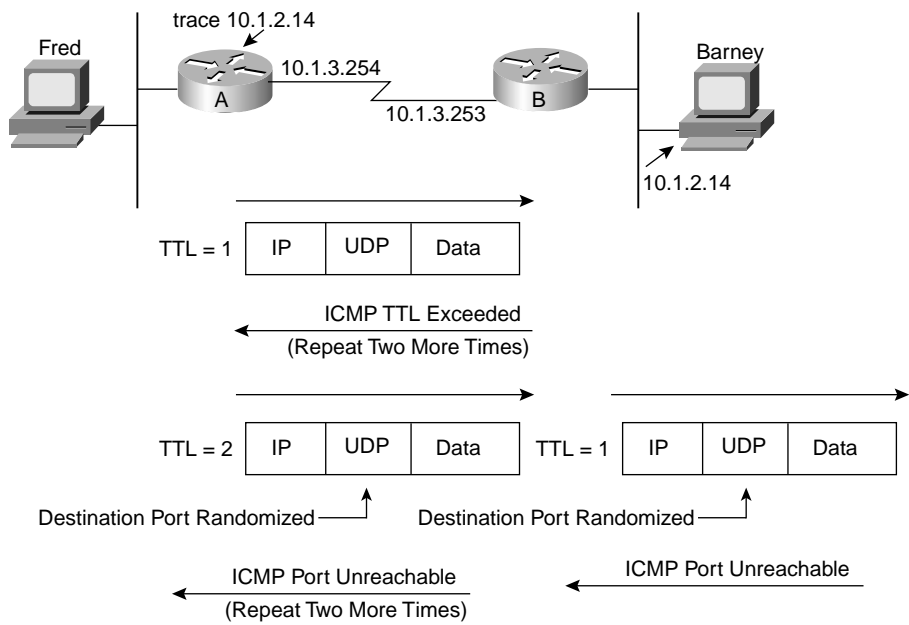 trace 10.1.2.14
Fred
Barney
10.1.3.254
A
B
10.1.3.253
10.1.2.14
TTL = 1 IP UDP Data
ICMP TTL Exceeded
(Repeat Two More Times)
TTL = 2 IP UDP Data TTL = 1 IP UDP Data
Destination Port Randomized Destination Port Randomized
ICMP Port Unreachable ICMP Port Unreachable
(Repeat Two More Times)